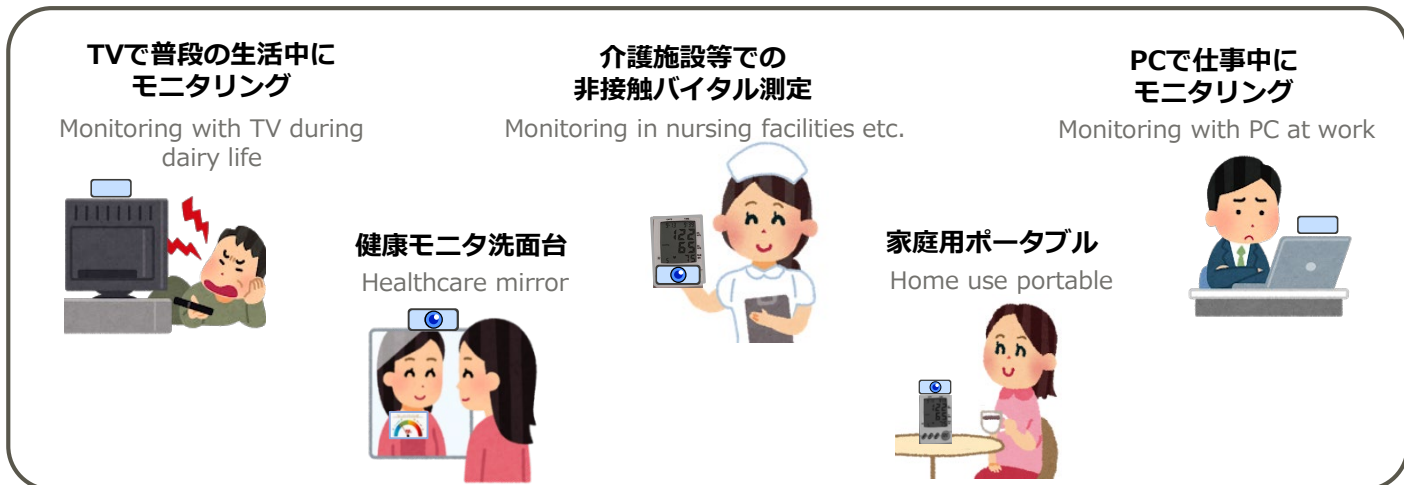 TVで普段の生活中に
モニタリング
Monitoring with TV during
dairy life
介護施設等での
非接触バイタル測定
Monitoring in nursing facilities etc.
PCで仕事中に
モニタリング
Monitoring with PC at work
健康モニタ洗面台
Healthcare mirror
家庭用ポータブル
Home use portable
122
65
75